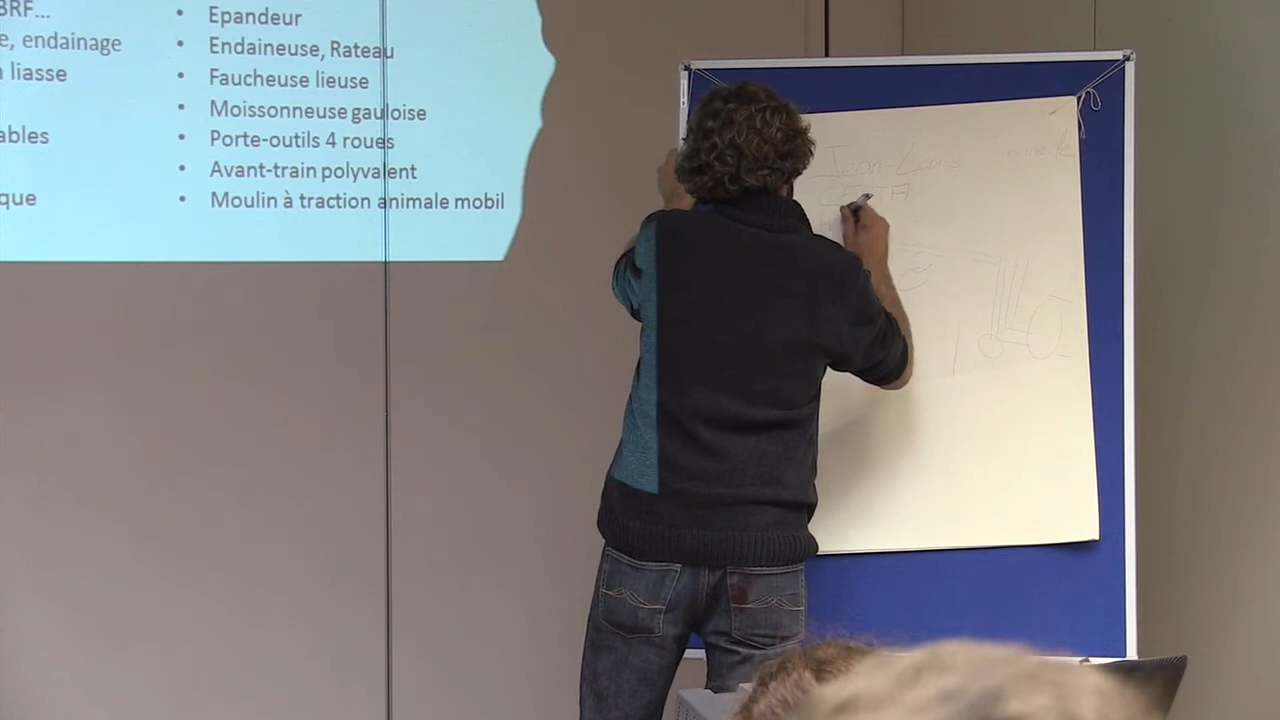 BRF...
e, endainage
liasse
ables
que
• Epandeur
• Endaineuse, Rateau
• Faucheuse lieuse
• Moissonneuse gauloise
• Porte-outils 4 roues
• Avant-train polyvalent
• Moulin à traction animale mobil
Jean-Louis